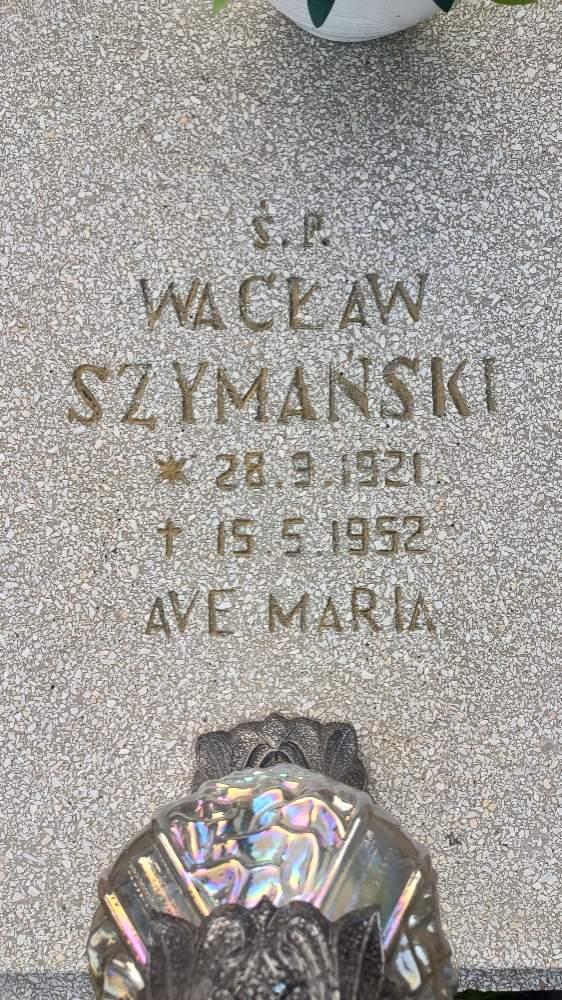 Ś.P.
WACŁAW
SZYMAŃSKI
* 28.9.1921.
† 15.5.1952
AVE MARIA